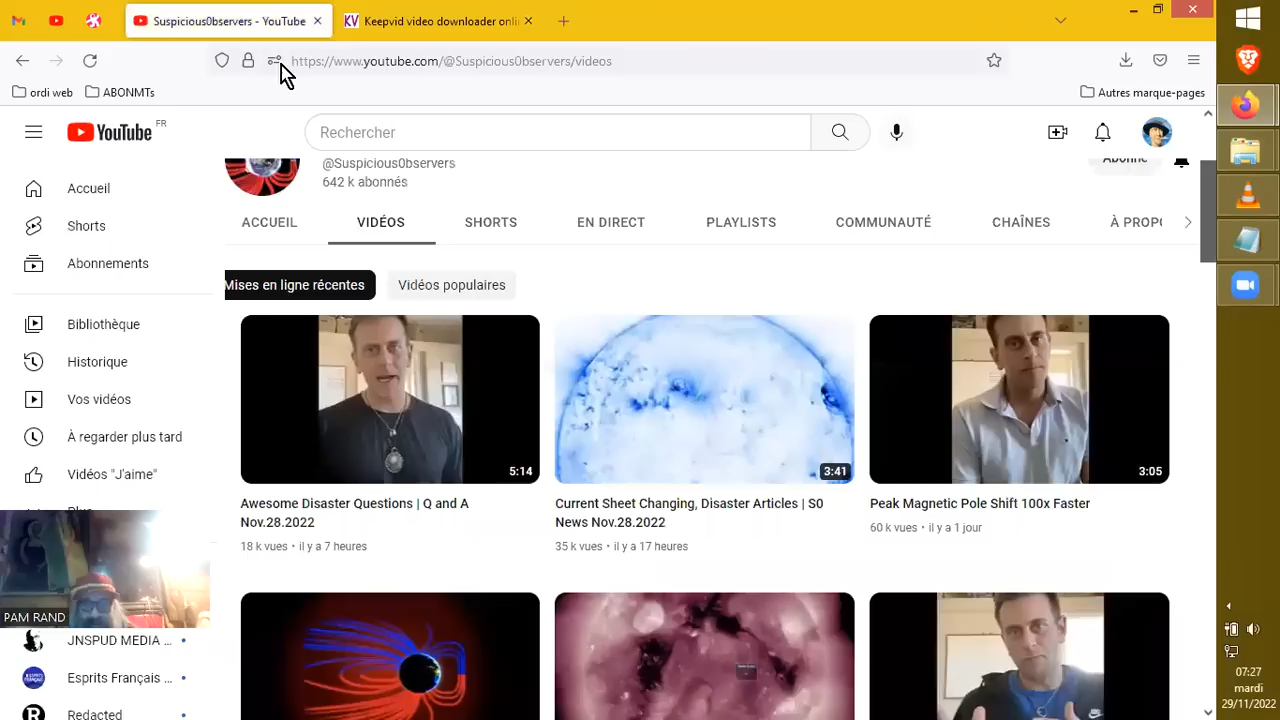 Suspicious0bservers - YouTube
Keepvid video downloader onli
https://www.youtube.com/@Suspicious0bservers/videos
ordi web
ABONMTs
Autres marque-pages
YouTube FR
Rechercher
Accueil
Shorts
Abonnements
Bibliothèque
Historique
Vos vidéos
À regarder plus tard
Vidéos "J'aime"
Plus
PAM RAND
JNSPUD MEDIA ...
Esprits Français ...
Redacted
@Suspicious0bservers
642 k abonnés
Abonné
ACCUEIL
VIDÉOS
SHORTS
EN DIRECT
PLAYLISTS
COMMUNAUTÉ
CHAÎNES
À PROPO
Mises en ligne récentes
Vidéos populaires
5:14
Awesome Disaster Questions | Q and A
Nov.28.2022
18 k vues • il y a 7 heures
3:41
Current Sheet Changing, Disaster Articles | S0
News Nov.28.2022
35 k vues • il y a 17 heures
3:05
Peak Magnetic Pole Shift 100x Faster
60 k vues • il y a 1 jour
07:27
mardi
29/11/2022